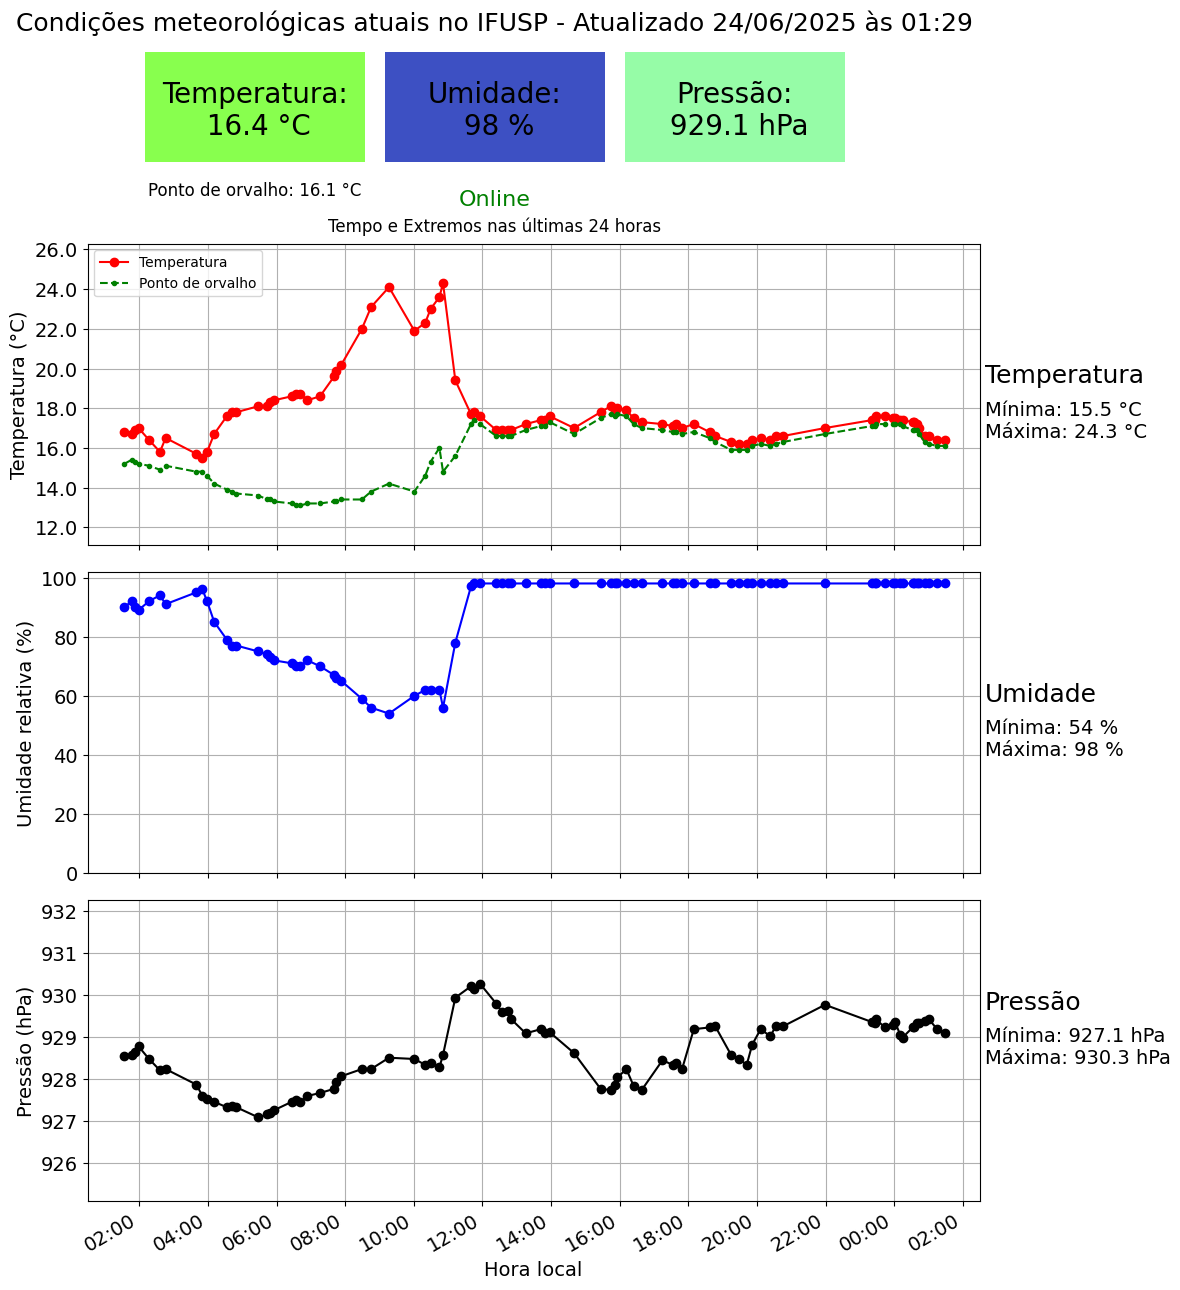 Condições meteorológicas atuais no IFUSP - Atualizado 24/06/2025 às 01:29
Temperatura:
16.4 °C
Umidade:
98 %
Pressão:
929.1 hPa
Ponto de orvalho: 16.1 °C
Online
Tempo e Extremos nas últimas 24 horas
Temperatura (°C)
26.0
24.0
22.0
20.0
18.0
16.0
14.0
12.0
Temperatura
Ponto de orvalho
Temperatura
Mínima: 15.5 °C
Máxima: 24.3 °C
Umidade relativa (%)
100
80
60
40
20
0
Umidade
Mínima: 54 %
Máxima: 98 %
Pressão (hPa)
932
931
930
929
928
927
926
Pressão
Mínima: 927.1 hPa
Máxima: 930.3 hPa
02:00 04:00 06:00 08:00 10:00 12:00 14:00 16:00 18:00 20:00 22:00 00:00 02:00
Hora local